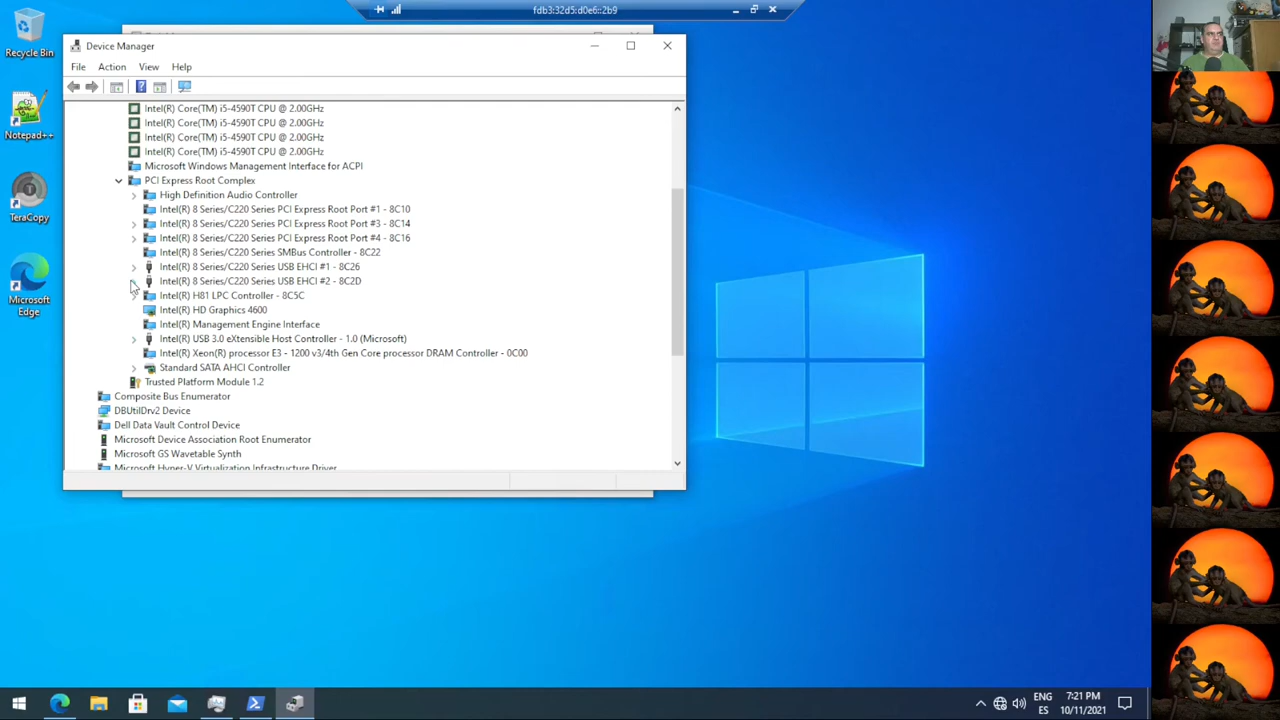 fdb3:32d5:d0e6::2b9
Recycle Bin
Notepad++
TeraCopy
Microsoft
Edge
Device Manager
File Action View Help
Intel(R) Core(TM) i5-4590T CPU @ 2.00GHz
Intel(R) Core(TM) i5-4590T CPU @ 2.00GHz
Intel(R) Core(TM) i5-4590T CPU @ 2.00GHz
Intel(R) Core(TM) i5-4590T CPU @ 2.00GHz
Microsoft Windows Management Interface for ACPI
PCI Express Root Complex
High Definition Audio Controller
Intel(R) 8 Series/C220 Series PCI Express Root Port #1 - 8C10
Intel(R) 8 Series/C220 Series PCI Express Root Port #3 - 8C14
Intel(R) 8 Series/C220 Series PCI Express Root Port #4 - 8C16
Intel(R) 8 Series/C220 Series SMBus Controller - 8C22
Intel(R) 8 Series/C220 Series USB EHCI #1 - 8C26
Intel(R) 8 Series/C220 Series USB EHCI #2 - 8C2D
Intel(R) H81 LPC Controller - 8C5C
Intel(R) HD Graphics 4600
Intel(R) Management Engine Interface
Intel(R) USB 3.0 eXtensible Host Controller - 1.0 (Microsoft)
Intel(R) Xeon(R) processor E3 - 1200 v3/4th Gen Core processor DRAM Controller - 0C00
Standard SATA AHCI Controller
Trusted Platform Module 1.2
Composite Bus Enumerator
DBUtilDrv2 Device
Dell Data Vault Control Device
Microsoft Device Association Root Enumerator
Microsoft GS Wavetable Synth
Microsoft Hyper-V Virtualization Infrastructure Driver
ENG
ES
7:21 PM
10/11/2021